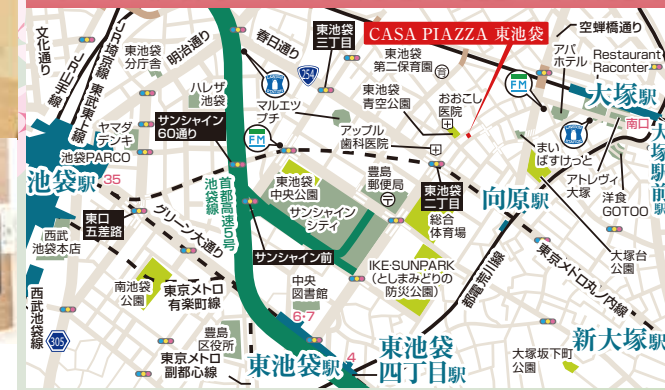 文化通り
JR埼京線
JR山手線
東武東上線
東池袋
分庁舎
明治通り
春日通り
東池袋
三丁目
254
CASA PIAZZA 東池袋
空蝉橋通り
アパ
ホテル
Restaurant
Raconter
東池袋
第二保育園
FM
大塚駅
ハレザ
池袋
マルエツ
プチ
東池袋
青空公園
おおこし
医院
南口
大塚駅前駅
ヤマダ
デンキ
サンシャイン
60通り
FM
アップル
歯科医院
まい
ばすけっと
池袋PARCO
池袋駅
35
首都高速5号
池袋線
東池袋
中央公園
豊島
郵便局
東池袋
二丁目
向原駅
アトレヴィ
大塚
洋食
GOTOO
東口
五差路
グリーン大通り
サンシャイン
シティ
総合
体育場
西武
池袋本店
サンシャイン前
IKE・SUNPARK
(としまみどりの
防災公園)
都電荒川線
東京メトロ丸ノ内線
大塚台
公園
南池袋
公園
東京メトロ
有楽町線
中央
図書館
6・7
西武池袋線
305
豊島
区役所
東京メトロ
副都心線
東池袋駅
4
東池袋
四丁目駅
新大塚駅
大塚坂下町
公園